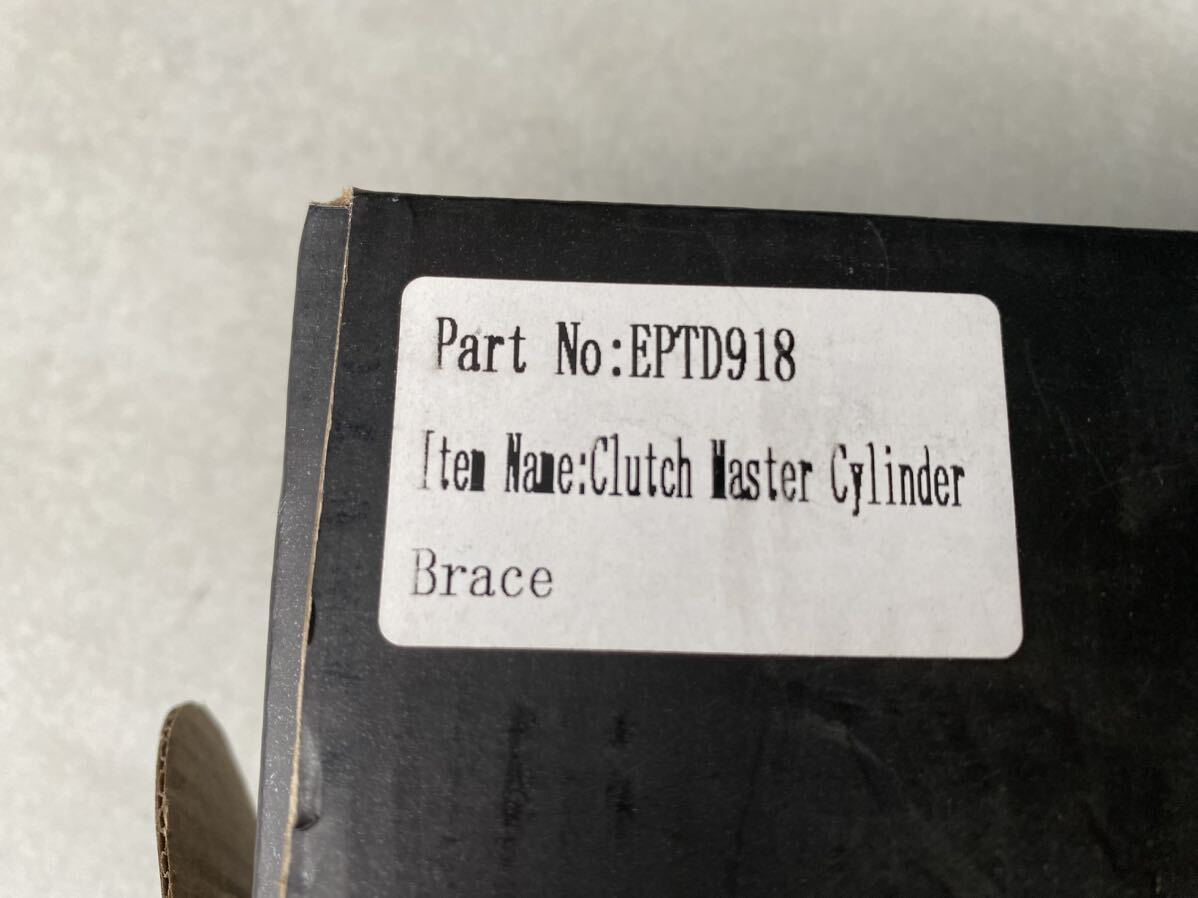 Part No:EPTD918
Item Name:Clutch Master Cylinder
Brace